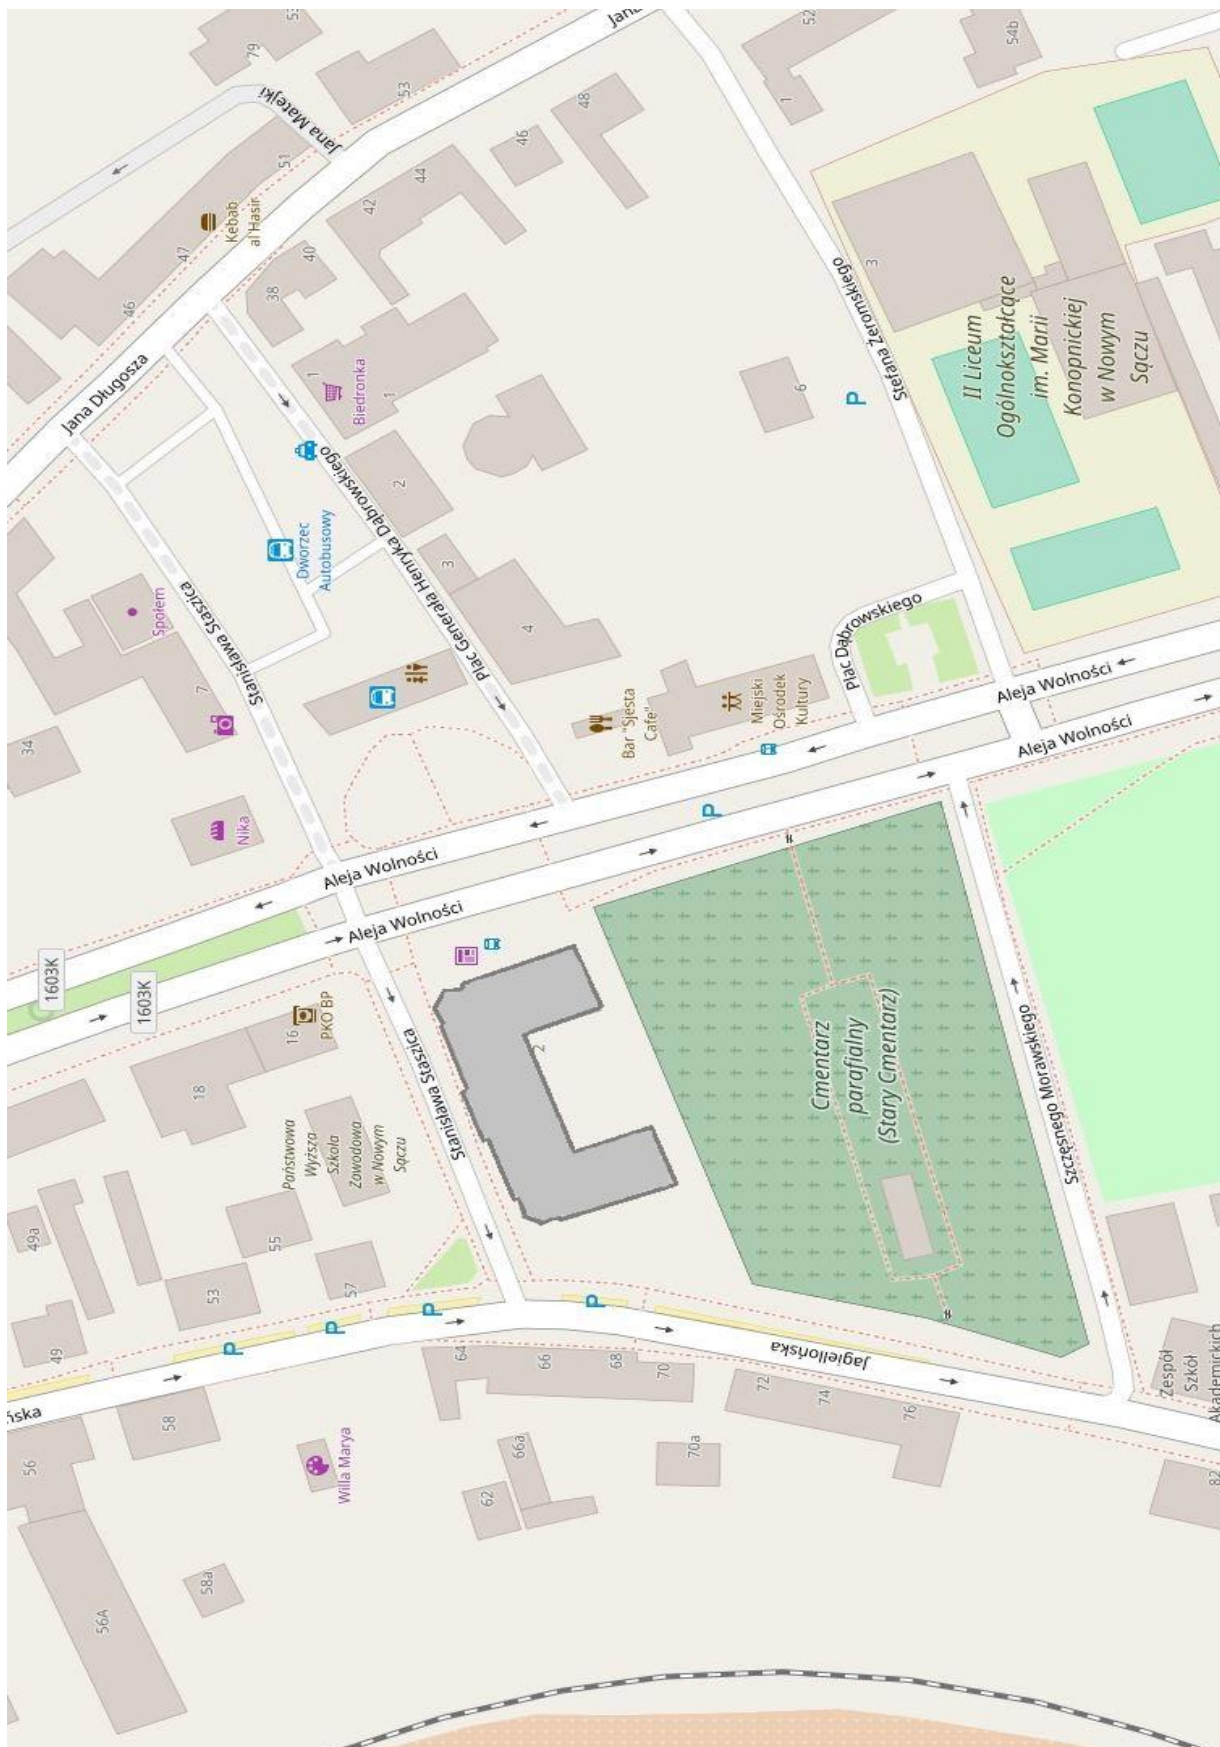 53
79
53
Jana Matejki
51
Kebab
al Hasir
47
46
Jana Długosza
Jana
52
54b
1
48
46
44
42
40
38
1
Biedronka
1
2
3
4
Plac Generała Henryka Dąbrowskiego
Dworzec
Autobusowy
Społem
Stanisława Staszica
7
34
Nika
Stefana Żeromskiego
3
6
P
II Liceum
Ogólnokształcące
im. Marii
Konopnickiej
w Nowym
Sączu
Plac Dąbrowskiego
Bar "Sjesta
Cafe"
Miejski
Ośrodek
Kultury
Aleja Wolności
Aleja Wolności
Aleja Wolności
Aleja Wolności
P
1603K
1603K
16
PKO BP
18
Państwowa
Wyższa
Szkoła
Zawodowa
w Nowym
Sączu
Stanisława Staszica
2
Cmentarz
parafialny
(Stary Cmentarz)
Szczęsnego Morawskiego
49a
55
53
57
49
P
P
P
P
Jagiellońska
64
66
68
70
72
74
76
ńska
58
56
Willa Marya
66a
62
70a
58a
56A
Zespół
Szkół
Akademickich
82